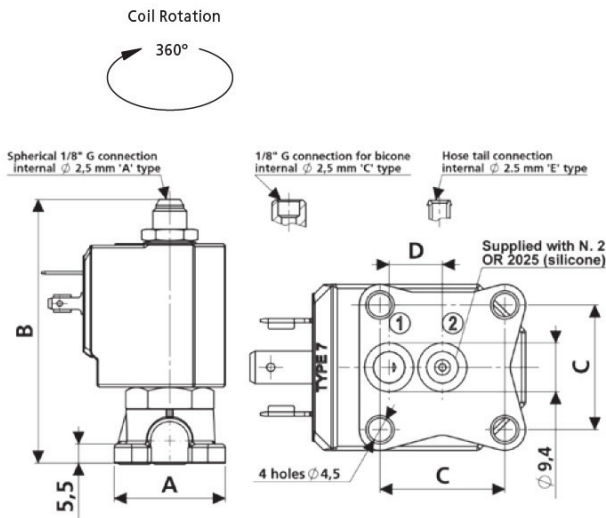 Coil Rotation
360°
Spherical 1/8" G connection
internal ∅ 2,5 mm 'A' type
1/8" G connection for bicone
internal ∅ 2,5 mm 'C' type
Hose tail connection
internal ∅ 2.5 mm 'E' type
D
Supplied with N. 2
OR 2025 (silicone)
B
1
2
TYPE 7
C
5,5
A
4 holes ∅ 4,5
C
∅ 9,4